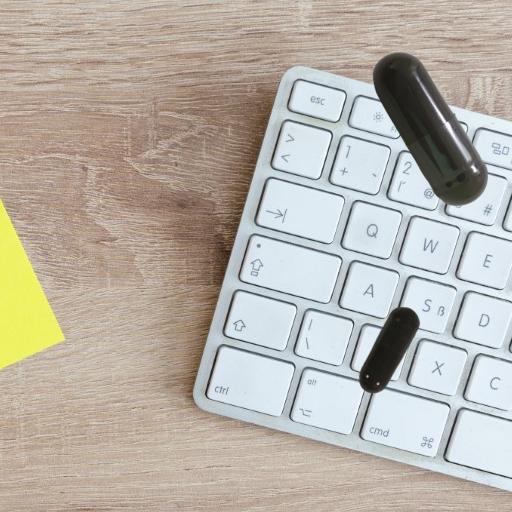 esc
> 1 2
< + - r @ #
Q W E
A S ß D
| \ X C
ctrl alt cmd ⌘